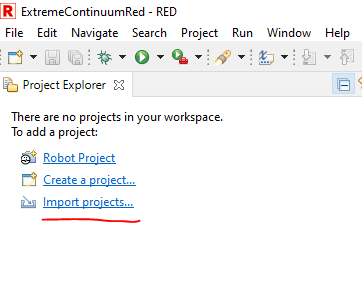 R ExtremeContinuumRed - RED
File Edit Navigate Search Project Run Window
Project Explorer
There are no projects in your workspace.
To add a project:
Robot Project
Create a project...
Import projects...